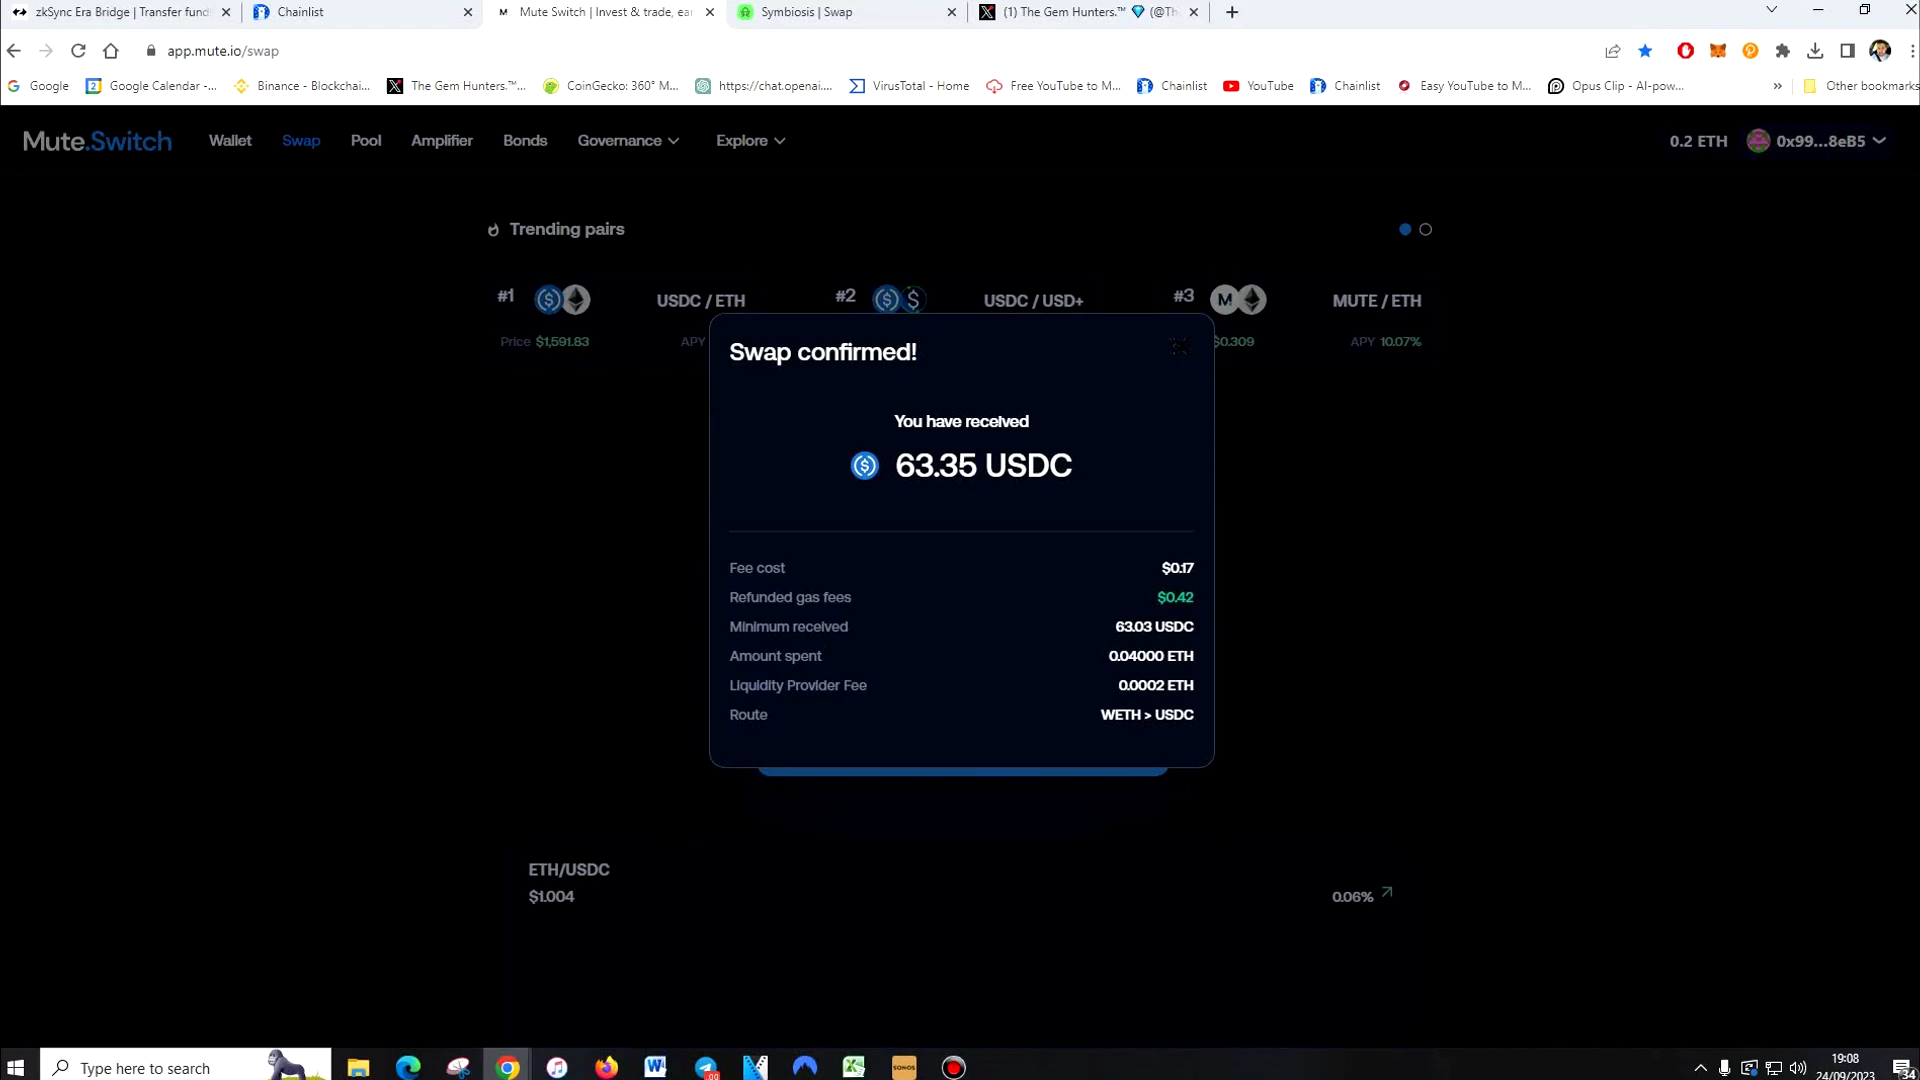 zkSync Era Bridge | Transfer fund
Chainlist
Mute Switch | Invest & trade, ea
Symbiosis | Swap
(1) The Gem Hunters.™ 💎 (@Th
app.mute.io/swap
Google
Google Calendar -...
Binance - Blockchai...
The Gem Hunters.™...
CoinGecko: 360° M...
https://chat.openai....
VirusTotal - Home
Free YouTube to M...
Chainlist
YouTube
Chainlist
Easy YouTube to M...
Opus Clip - AI-pow...
»
Other bookmarks
Mute.Switch
Wallet
Swap
Pool
Amplifier
Bonds
Governance
Explore
0.2 ETH
0x99...8eB5
Trending pairs
#1
USDC / ETH
#2
USDC / USD+
#3
MUTE / ETH
Price $1,591.83
APY
$0.309
APY 10.07%
Swap confirmed!
You have received
63.35 USDC
Fee cost
$0.17
Refunded gas fees
$0.42
Minimum received
63.03 USDC
Amount spent
0.04000 ETH
Liquidity Provider Fee
0.0002 ETH
Route
WETH > USDC
ETH/USDC
$1.004
0.06%
Type here to search
SONOS
19:08
24/09/2023
34